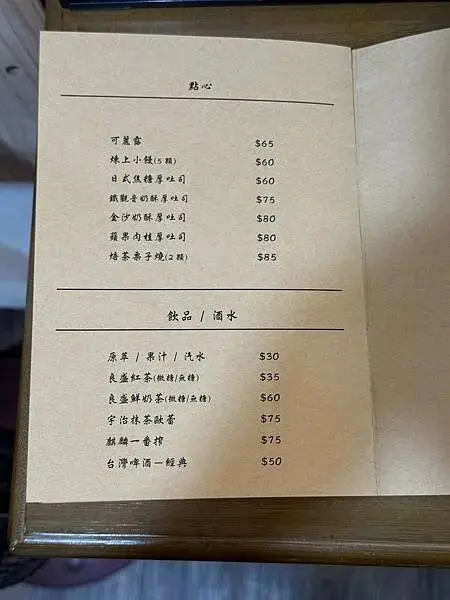 點心
可麗露 $65
炼上小饅(5顆) $60
日式焦糖厚吐司 $60
鐵觀音奶酥厚吐司 $75
金沙奶酥厚吐司 $80
蘋果肉桂厚吐司 $80
焙茶栗子燒(2顆) $85
飲品 / 酒水
原萃 / 果汁 / 汽水 $30
良盛紅茶(微糖/無糖) $35
良盛鮮奶茶(微糖/無糖) $60
宇治抹茶歐蕾 $75
麒麟一番搾 $75
台灣啤酒－經典 $50